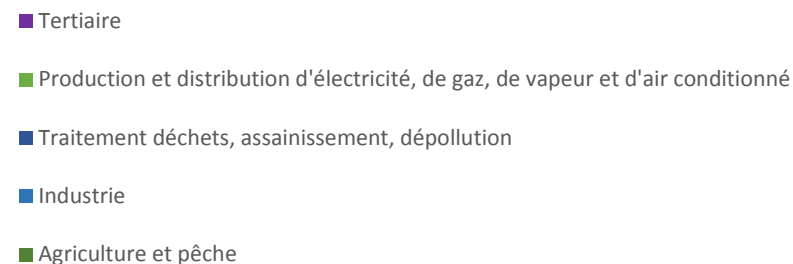 Tertiaire
Production et distribution d'électricité, de gaz, de vapeur et d'air conditionné
Traitement déchets, assainissement, dépollution
Industrie
Agriculture et pêche